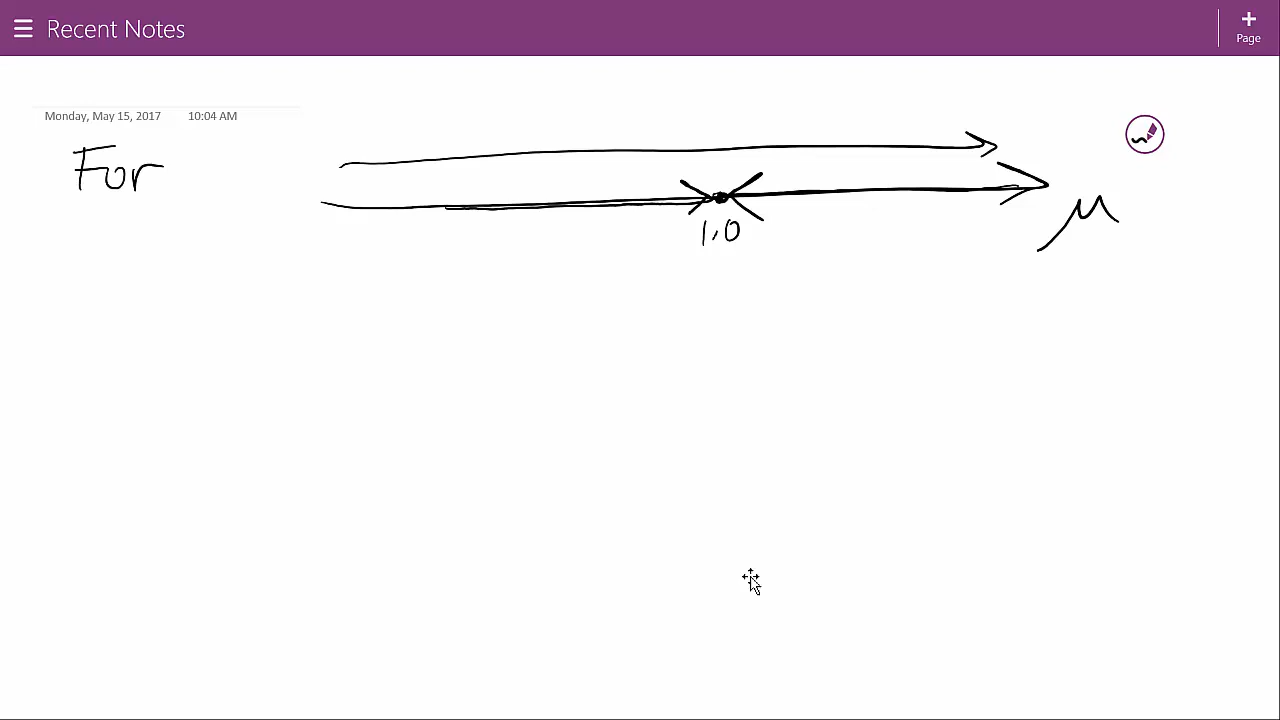 Recent Notes
+
Page
Monday, May 15, 2017 10:04 AM
For
1,0
μ